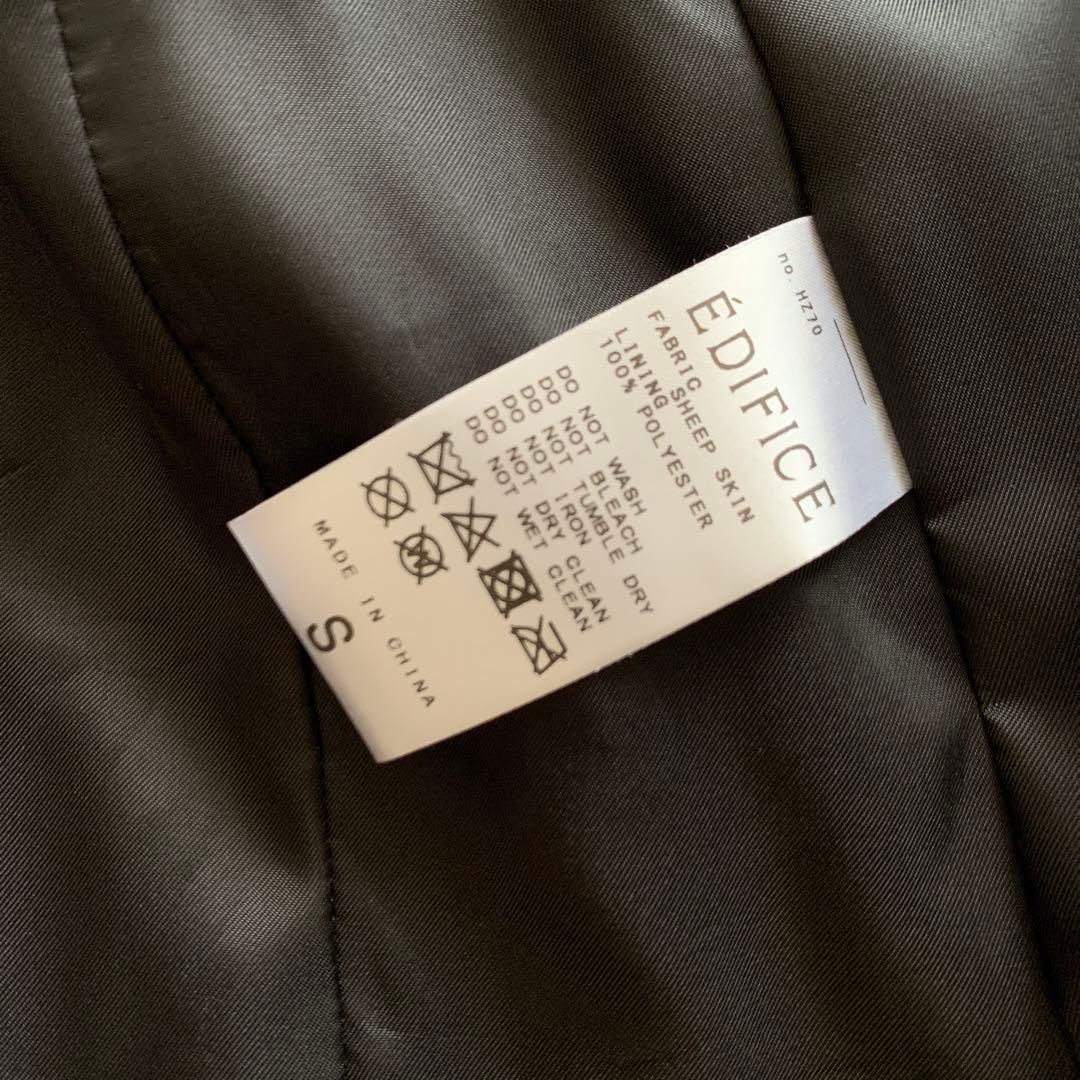 no. HZ70
ÉDIFICE
FABRIC SHEEP SKIN
LINING
100% POLYESTER
DO NOT WASH
DO NOT BLEACH
DO NOT TUMBLE DRY
DO NOT IRON
DO NOT DRY CLEAN
DO NOT WET CLEAN
W
MADE IN CHINA
S